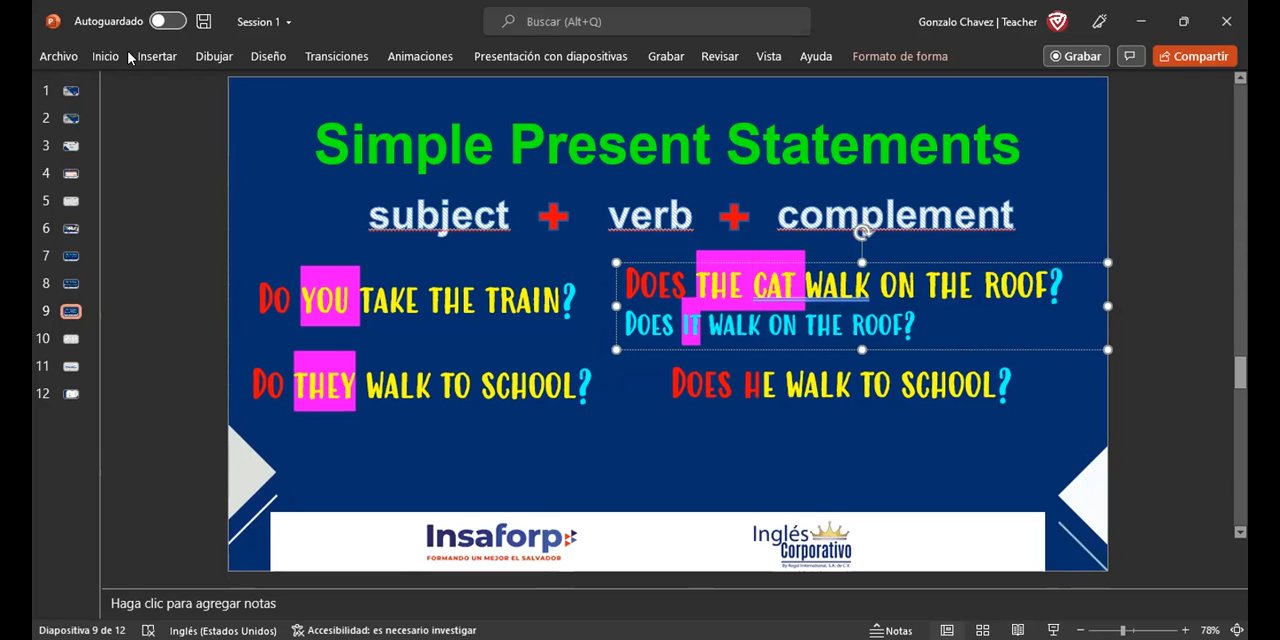 Autoguardado
Session 1
Buscar (Alt+Q)
Gonzalo Chavez | Teacher
Archivo Inicio Insertar Dibujar Diseño Transiciones Animaciones Presentación con diapositivas Grabar Revisar Vista Ayuda Formato de forma Grabar Compartir
1
2
3
4
5
6
7
8
9
10
11
12
Simple Present Statements
subject + verb + complement
Do you take the train?
Does the cat walk on the roof?
Does it walk on the roof?
Do they walk to school?
Does He walk to school?
Insaforp
FORMANDO UN MEJOR EL SALVADOR
Inglés
Corporativo
By Regal International, S.A. de C.V.
Haga clic para agregar notas
Diapositiva 9 de 12 Inglés (Estados Unidos) Accesibilidad: es necesario investigar Notas 78%